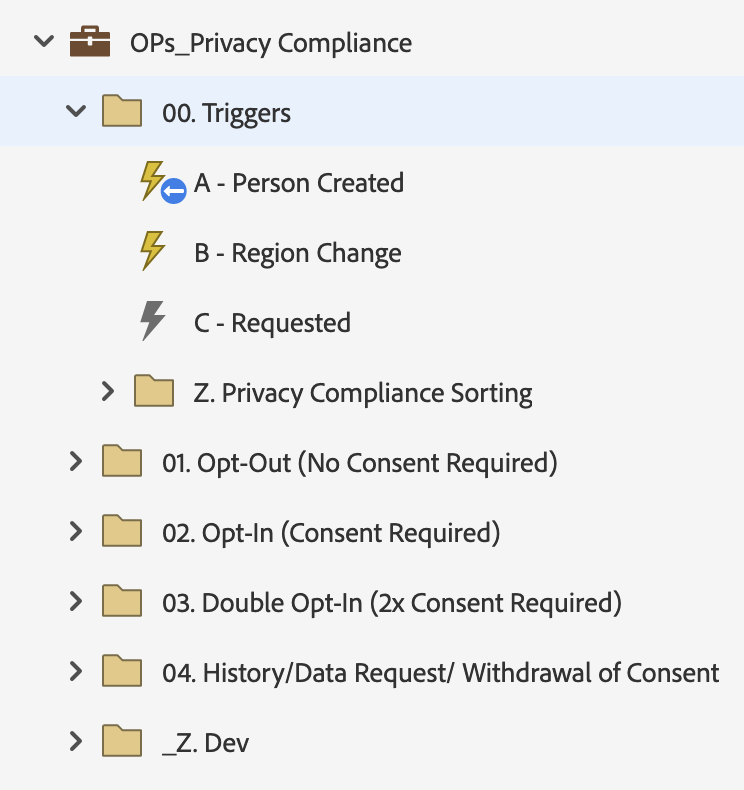 OPs_Privacy Compliance
00. Triggers
A - Person Created
B - Region Change
C - Requested
Z. Privacy Compliance Sorting
01. Opt-Out (No Consent Required)
02. Opt-In (Consent Required)
03. Double Opt-In (2x Consent Required)
04. History/Data Request/ Withdrawal of Consent
_Z. Dev